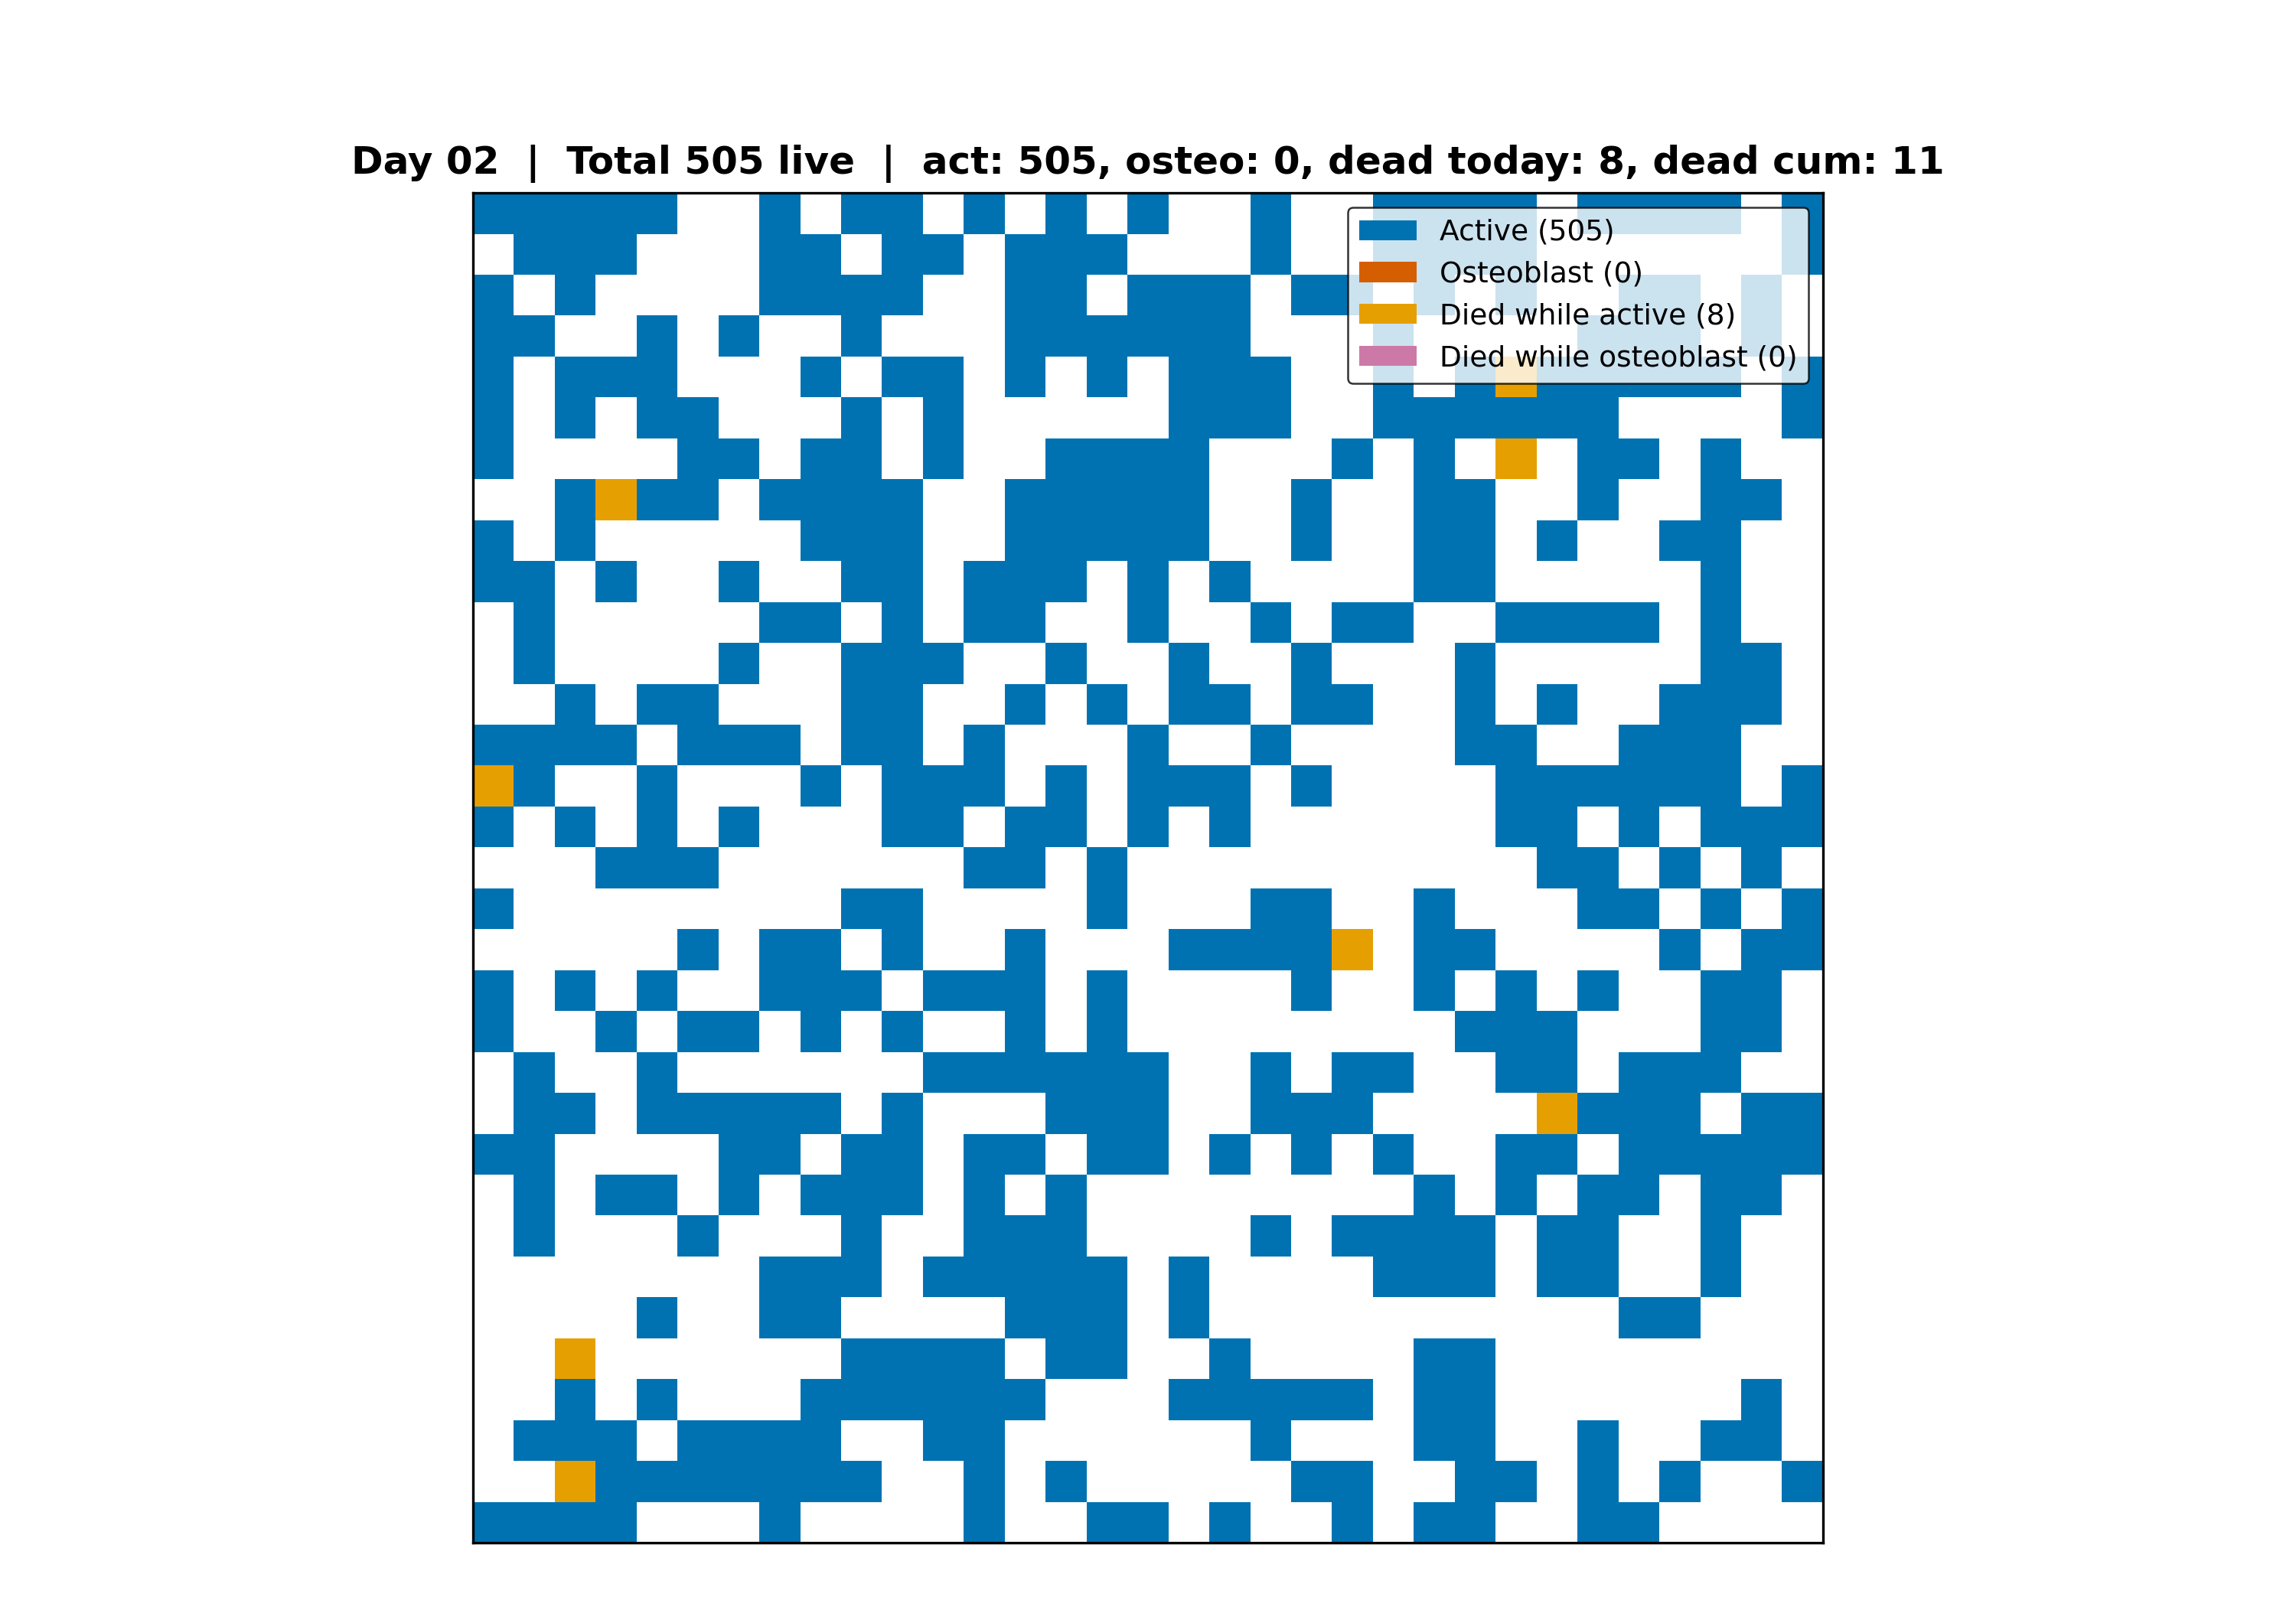 Day 02 | Total 505 live | act: 505, osteo: 0, dead today: 8, dead cum: 11
Active (505)
Osteoblast (0)
Died while active (8)
Died while osteoblast (0)